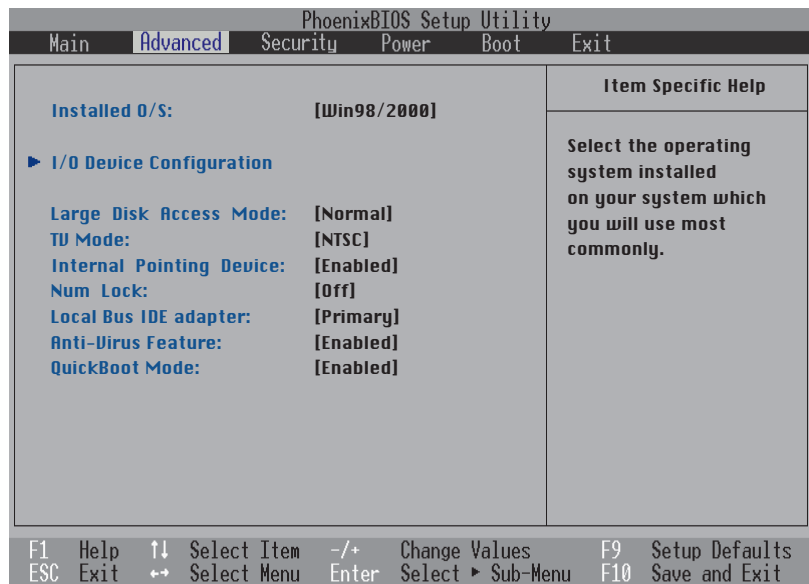 PhoenixBIOS Setup Utility
Main Advanced Security Power Boot Exit
Installed O/S: [Win98/2000]
► I/O Device Configuration
Large Disk Access Mode: [Normal]
TV Mode: [NTSC]
Internal Pointing Device: [Enabled]
Num Lock: [Off]
Local Bus IDE adapter: [Primary]
Anti-Virus Feature: [Enabled]
QuickBoot Mode: [Enabled]
Item Specific Help
Select the operating
system installed
on your system which
you will use most
commonly.
F1 Help ↑↓ Select Item -/+ Change Values F9 Setup Defaults
ESC Exit ←→ Select Menu Enter Select ► Sub-Menu F10 Save and Exit